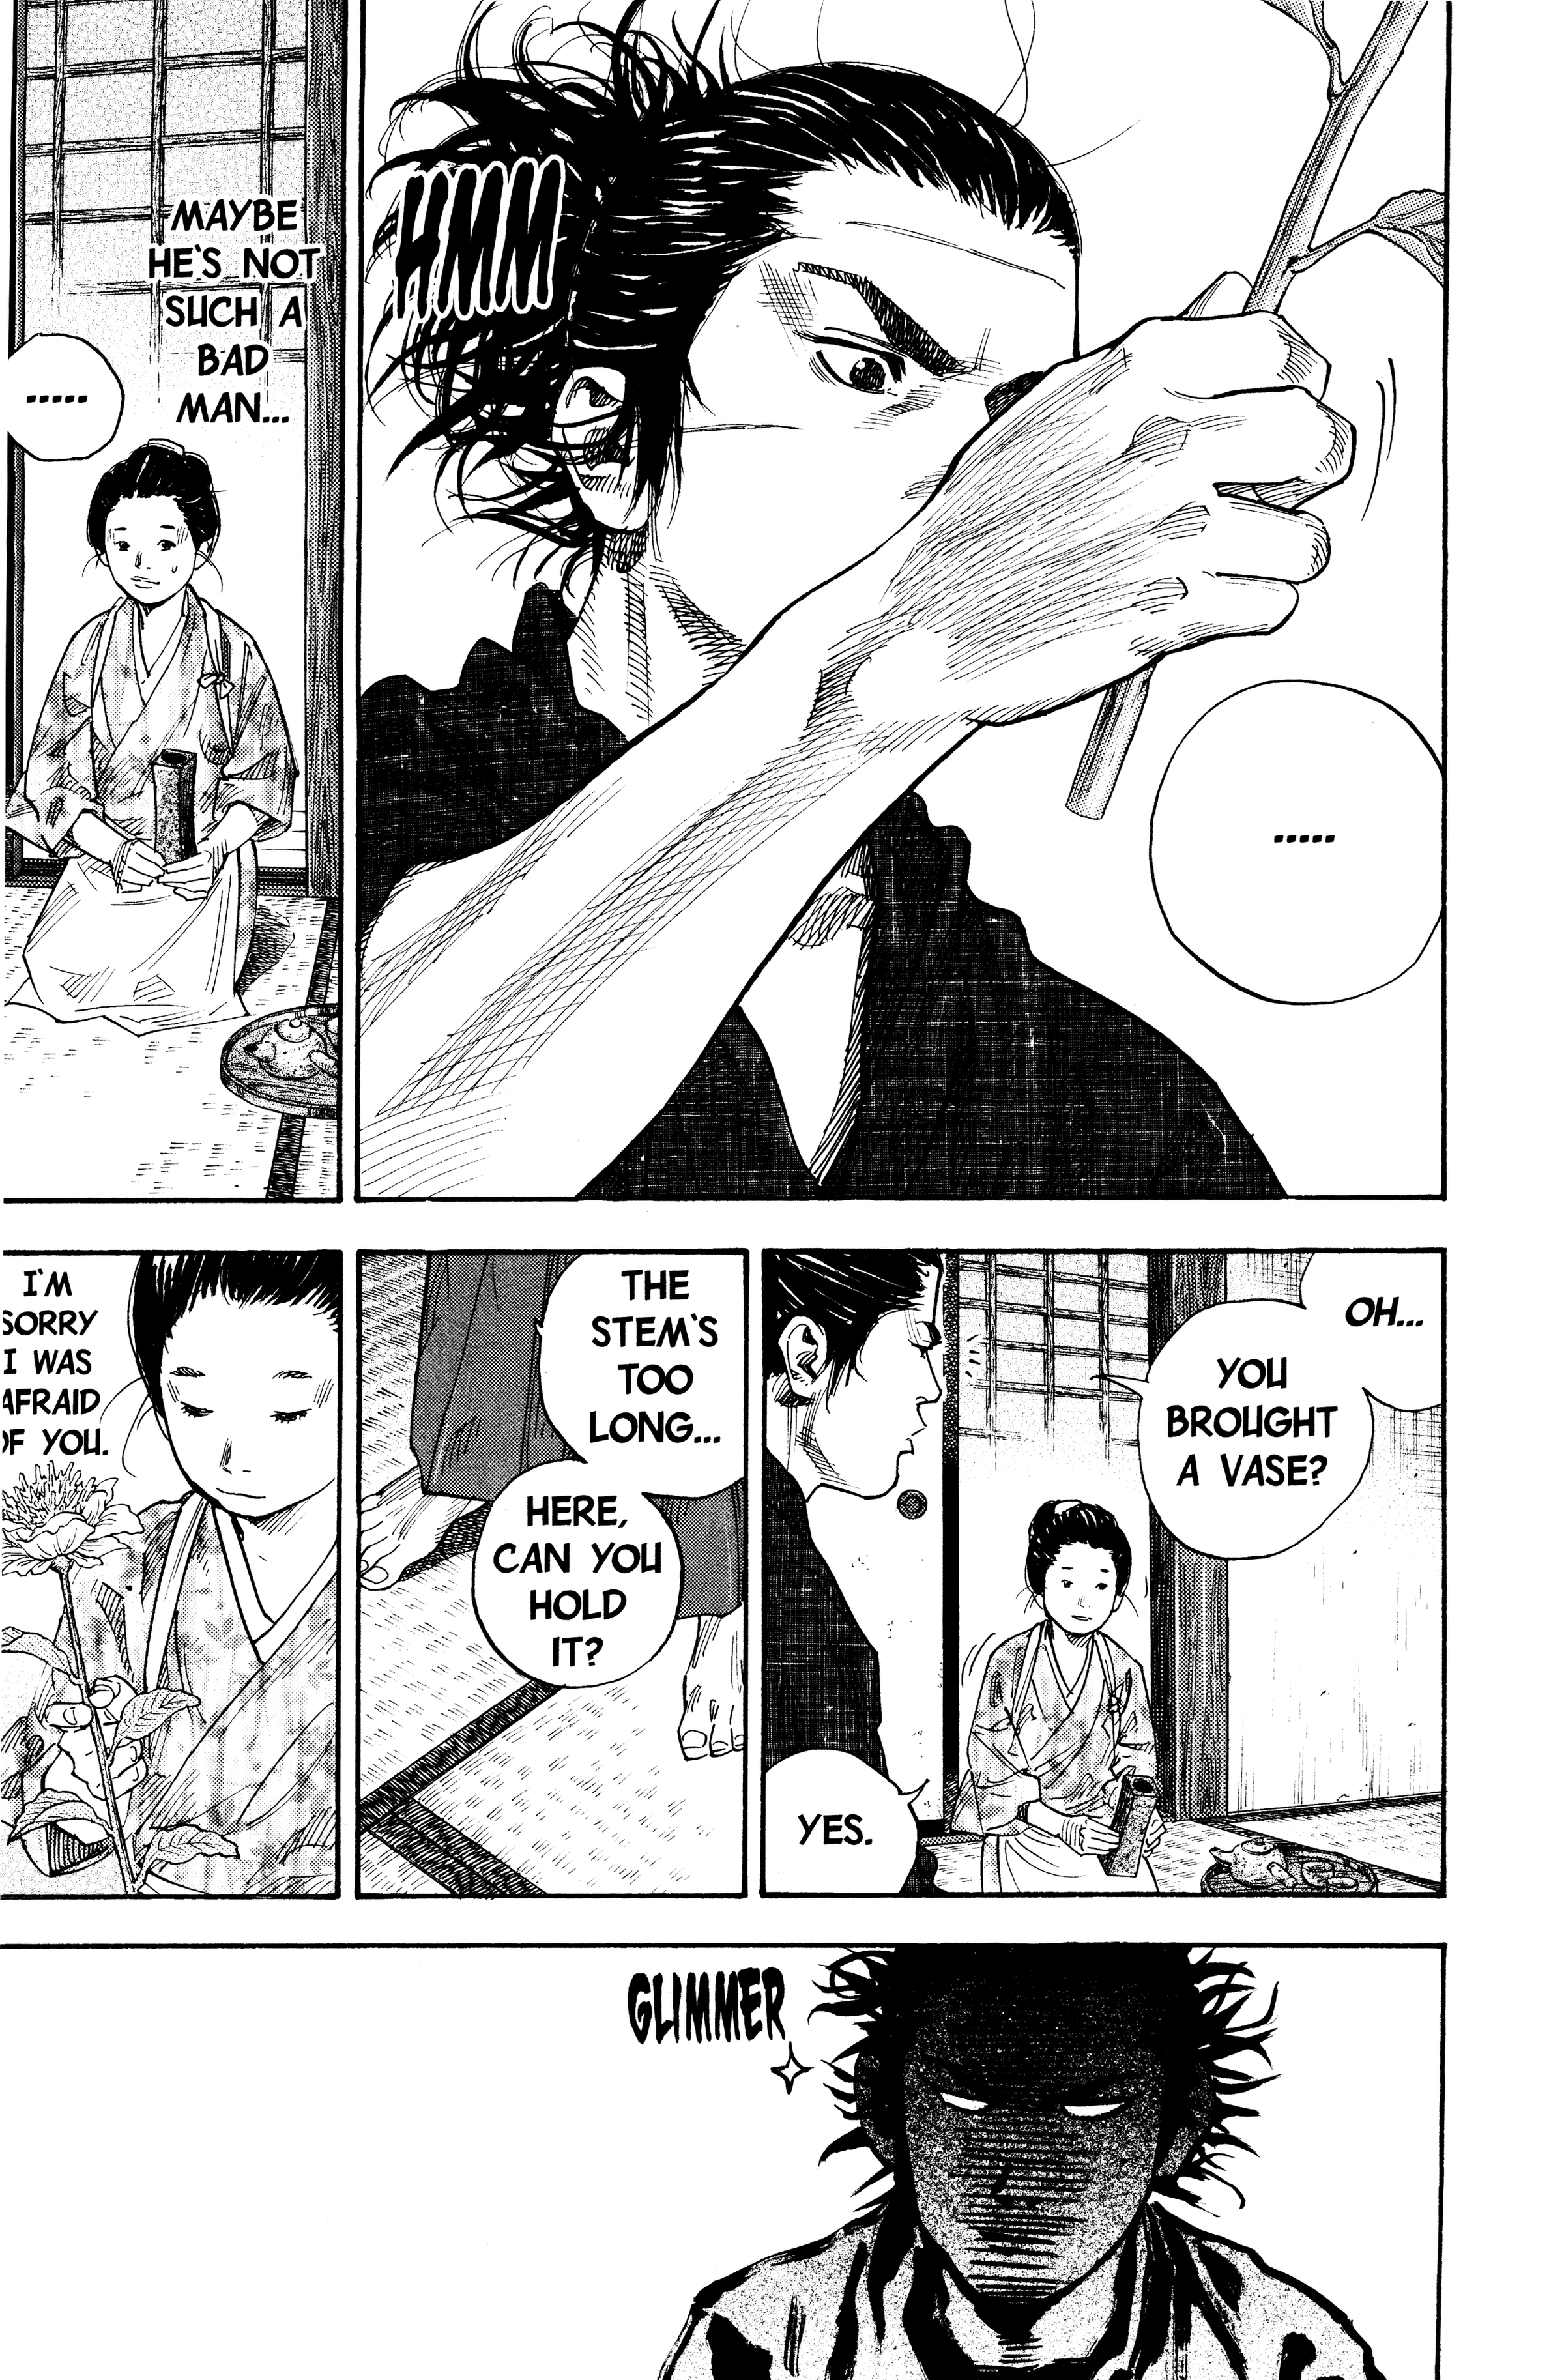 HMM
.....
MAYBE
HE'S NOT
SUCH A
BAD
MAN...
.....
OH...
YOU
BROUGHT
A VASE?
YES.
THE
STEM'S
TOO
LONG...
HERE,
CAN YOU
HOLD
IT?
I'M
SORRY
I WAS
AFRAID
OF YOU.
GLIMMER